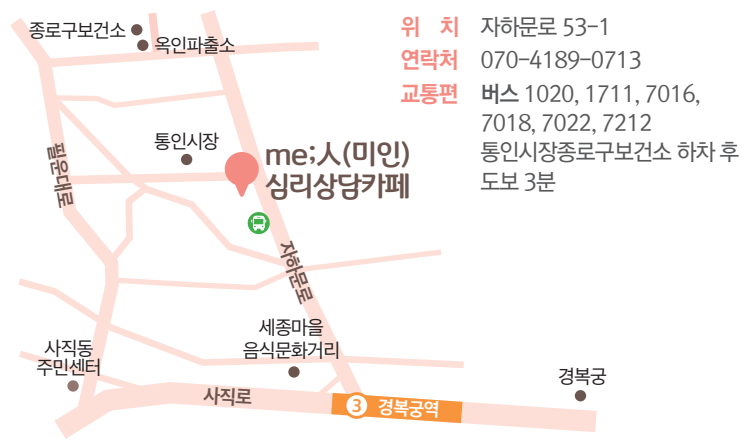 위 치 자하문로 53-1
연락처 070-4189-0713
교통편 버스 1020, 1711, 7016,
7018, 7022, 7212
통인시장종로구보건소 하차 후
도보 3분
종로구보건소
옥인파출소
통인시장
me;人(미인)
심리상담카페
필운대로
자하문로
세종마을
음식문화거리
사직동
주민센터
사직로
3 경복궁역
경복궁